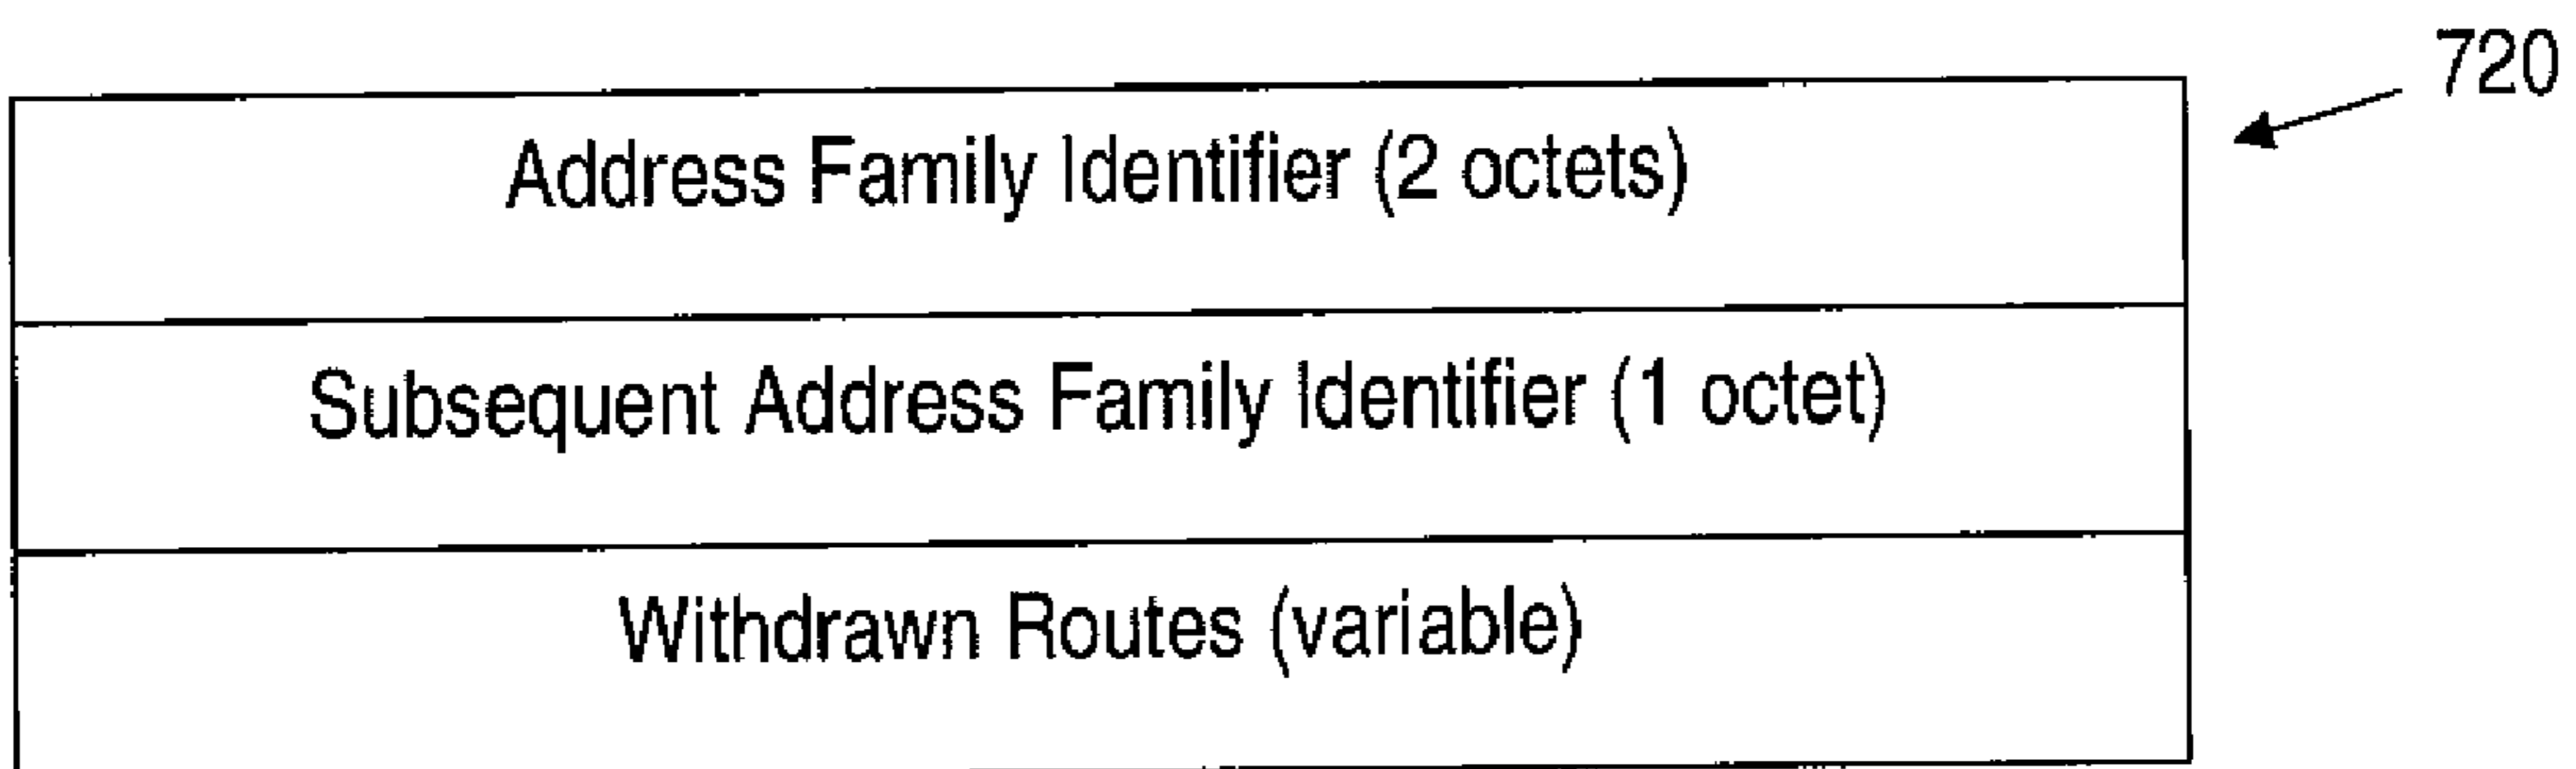 720
Address Family Identifier (2 octets)
Subsequent Address Family Identifier (1 octet)
Withdrawn Routes (variable)